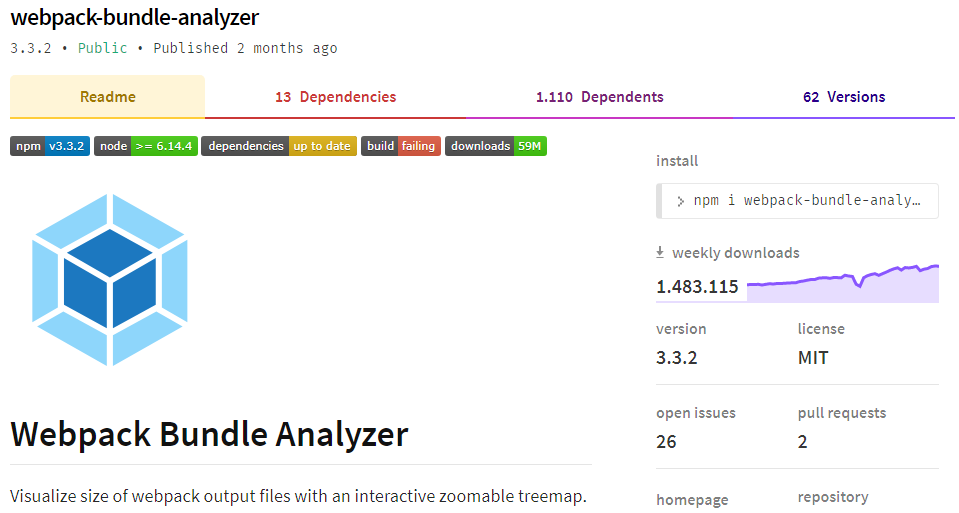 webpack-bundle-analyzer
3.3.2 • Public • Published 2 months ago
Readme
13 Dependencies
1.110 Dependents
62 Versions
npm v3.3.2 node >= 6.14.4 dependencies up to date build failing downloads 59M
Webpack Bundle Analyzer
Visualize size of webpack output files with an interactive zoomable treemap.
install
> npm i webpack-bundle-analy…
weekly downloads
1.483.115
version license
3.3.2 MIT
open issues pull requests
26 2
homepage repository